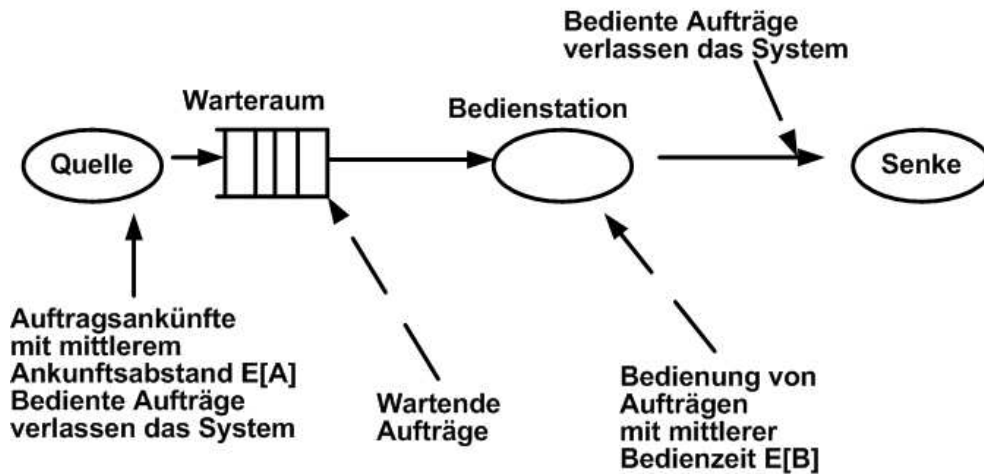 Bediente Aufträge
verlassen das System
Warteraum
Bedienstation
Quelle
Senke
Auftragsankünfte
mit mittlerem
Ankunftsabstand E[A]
Bediente Aufträge
verlassen das System
Wartende
Aufträge
Bedienung von
Aufträgen
mit mittlerer
Bedienzeit E[B]